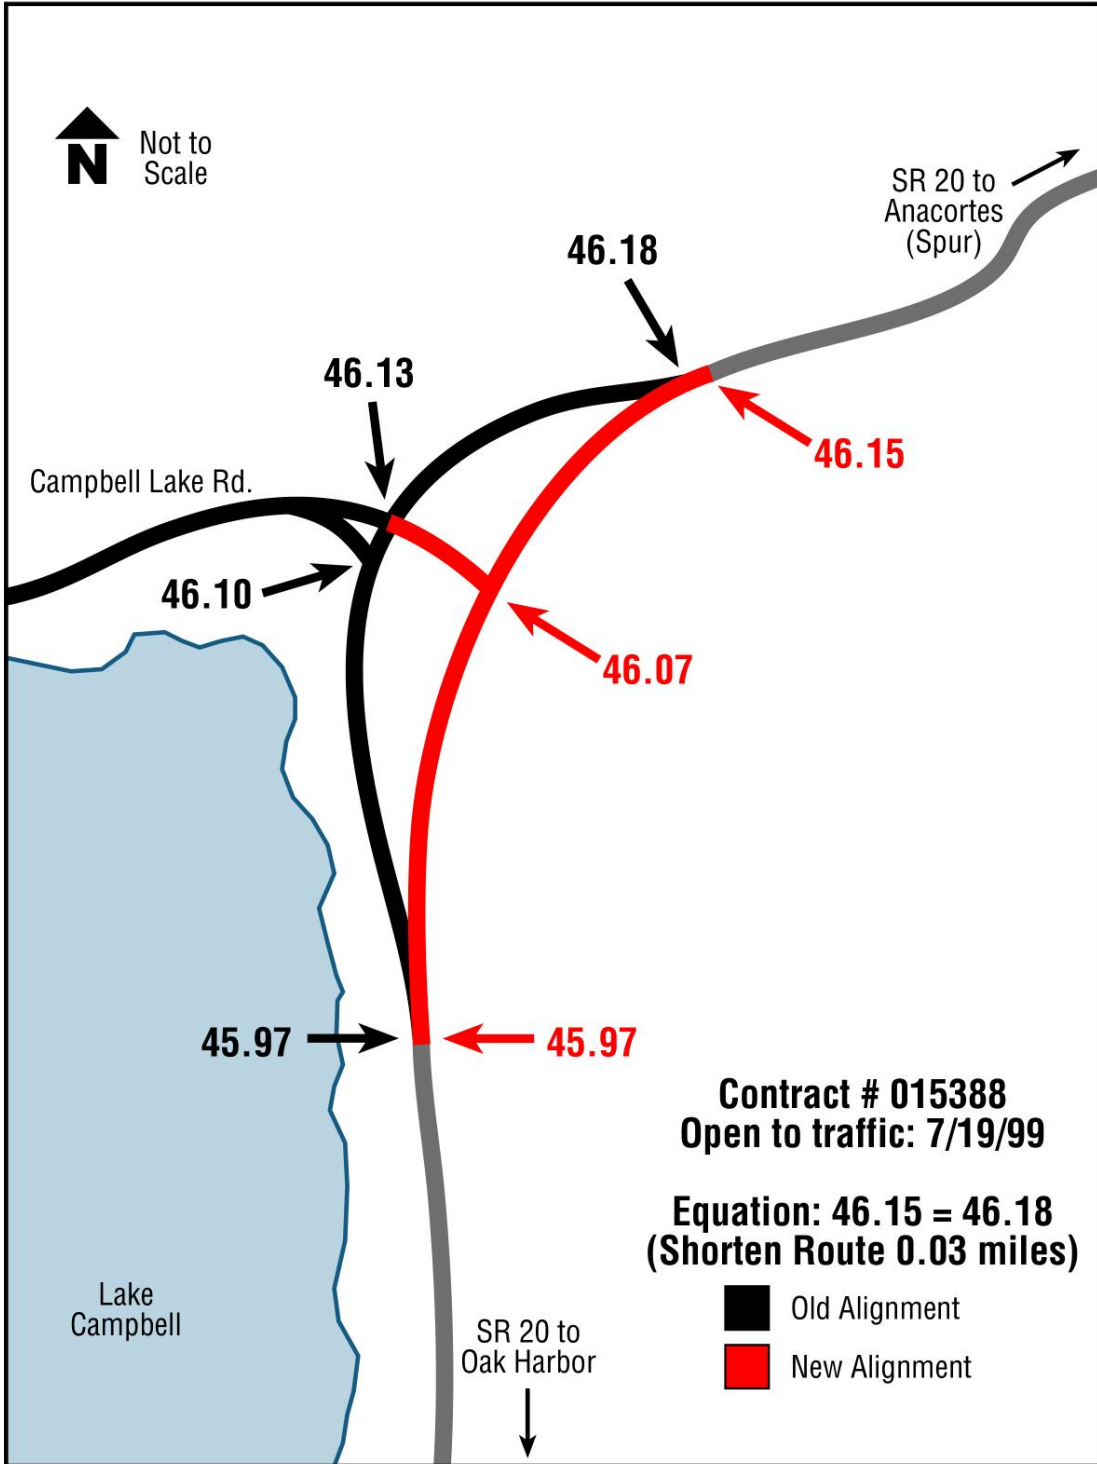 N
Not to
Scale
SR 20 to
Anacortes
(Spur)
46.18
46.13
46.15
Campbell Lake Rd.
46.10
46.07
45.97
45.97
Contract # 015388
Open to traffic: 7/19/99
Equation: 46.15 = 46.18
(Shorten Route 0.03 miles)
Lake
Campbell
Old Alignment
SR 20 to
Oak Harbor
New Alignment